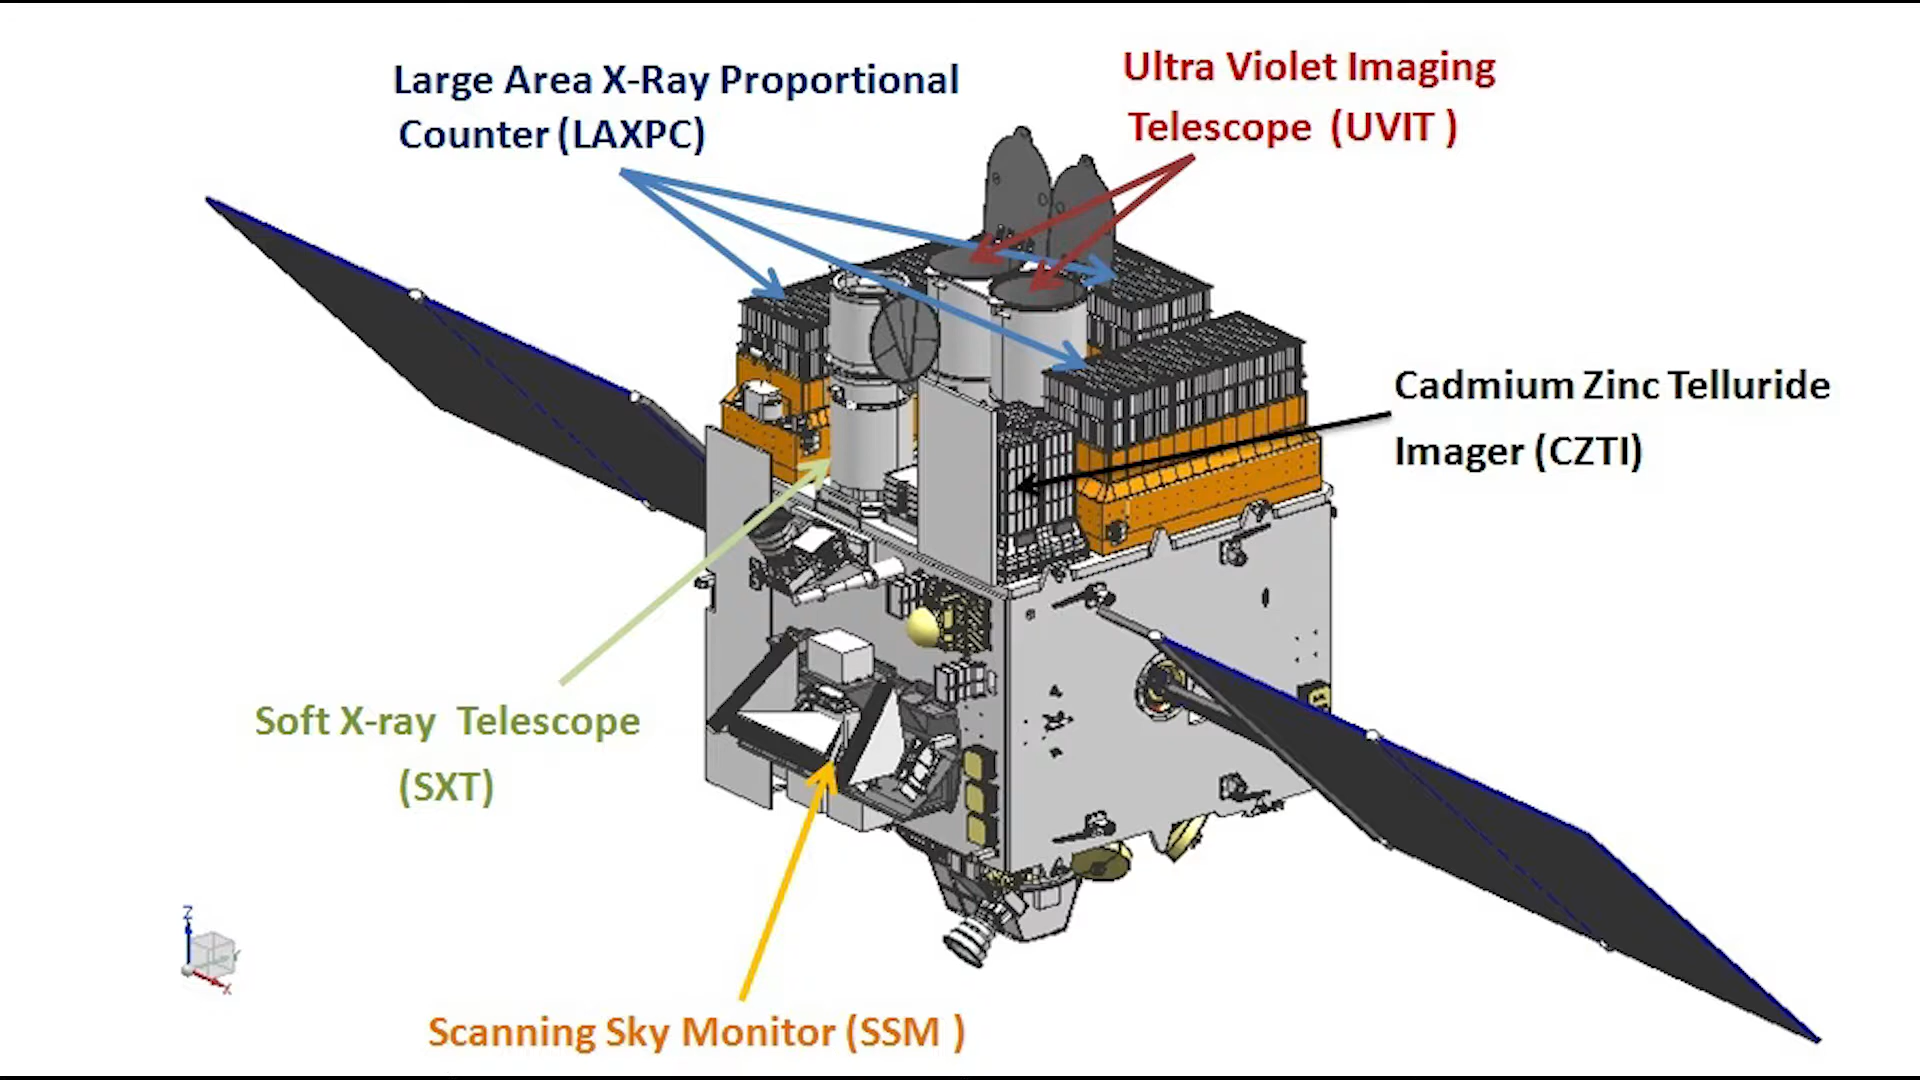 Large Area X-Ray Proportional
Counter (LAXPC)
Ultra Violet Imaging
Telescope (UVIT )
Cadmium Zinc Telluride
Imager (CZTI)
Soft X-ray Telescope
(SXT)
Scanning Sky Monitor (SSM )
Z
Y
X